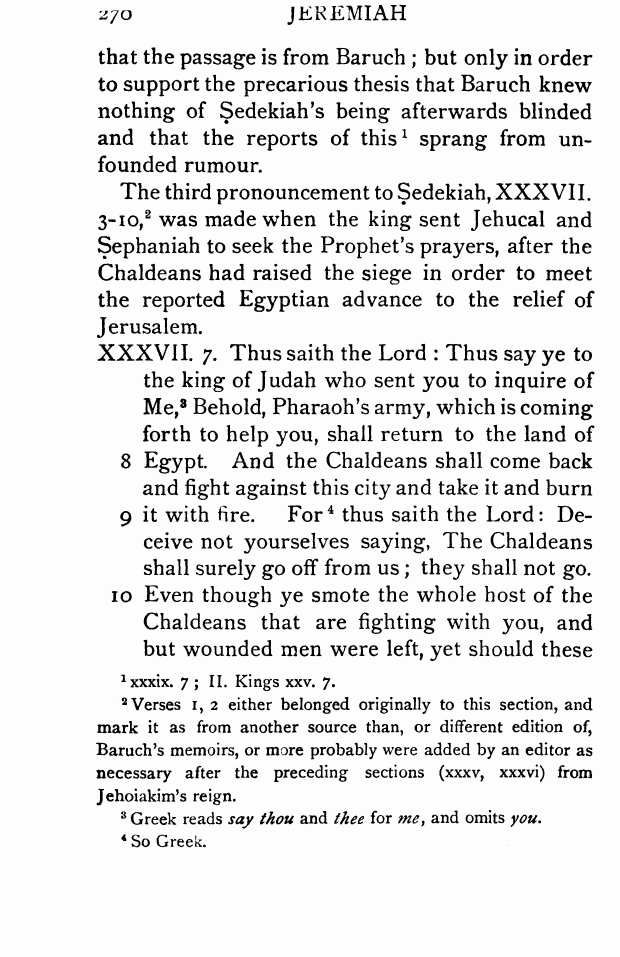 270 JEREMIAH
that the passage is from Baruch ; but only in order
to support the precarious thesis that Baruch knew
nothing of Ṣedekiah's being afterwards blinded
and that the reports of this ¹ sprang from un-
founded rumour.
The third pronouncement to Ṣedekiah, XXXVII.
3-10,² was made when the king sent Jehucal and
Ṣephaniah to seek the Prophet's prayers, after the
Chaldeans had raised the siege in order to meet
the reported Egyptian advance to the relief of
Jerusalem.
XXXVII. 7. Thus saith the Lord : Thus say ye to
the king of Judah who sent you to inquire of
Me,³ Behold, Pharaoh's army, which is coming
forth to help you, shall return to the land of
8 Egypt. And the Chaldeans shall come back
and fight against this city and take it and burn
9 it with fire. For ⁴ thus saith the Lord : De-
ceive not yourselves saying, The Chaldeans
shall surely go off from us ; they shall not go.
10 Even though ye smote the whole host of the
Chaldeans that are fighting with you, and
but wounded men were left, yet should these
¹ xxxix. 7 ; II. Kings xxv. 7.
² Verses 1, 2 either belonged originally to this section, and
mark it as from another source than, or different edition of,
Baruch's memoirs, or more probably were added by an editor as
necessary after the preceding sections (xxxv, xxxvi) from
Jehoiakim's reign.
³ Greek reads say thou and thee for me, and omits you.
⁴ So Greek.